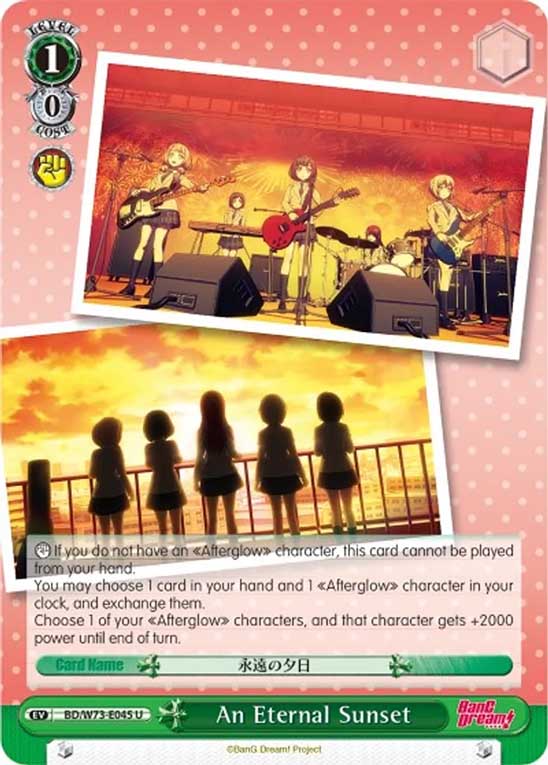 LEVEL
1
0
COST
If you do not have an «Afterglow» character, this card cannot be played
from your hand.
You may choose 1 card in your hand and 1 «Afterglow» character in your
clock, and exchange them.
Choose 1 of your «Afterglow» characters, and that character gets +2000
power until end of turn.
Card Name 永遠の夕日
EV BD/W73-E045 U An Eternal Sunset BanG Dream!
©BanG Dream! Project